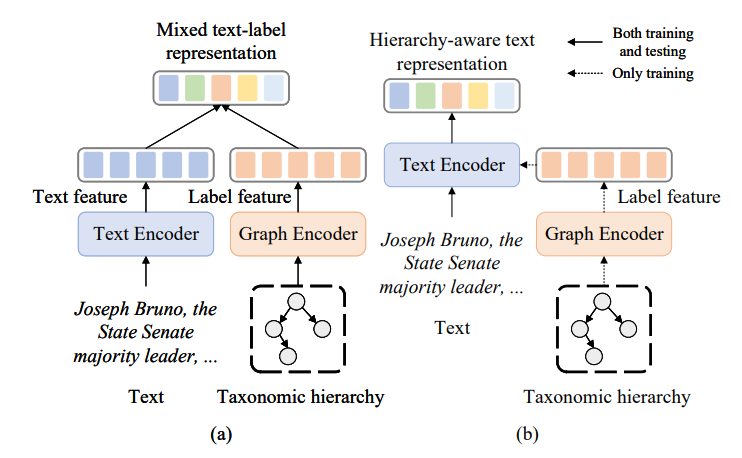 Mixed text-label
representation
Text feature
Label feature
Text Encoder
Graph Encoder
Joseph Bruno, the
State Senate
majority leader, ...
Text
Taxonomic hierarchy
(a)
Hierarchy-aware text
representation
Both training
and testing
Only training
Text Encoder
Label feature
Graph Encoder
Joseph Bruno, the
State Senate
majority leader, ...
Text
Taxonomic hierarchy
(b)